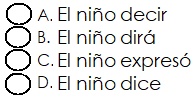 A. El niño decir
B. El niño dirá
C. El niño expresó
D. El niño dice